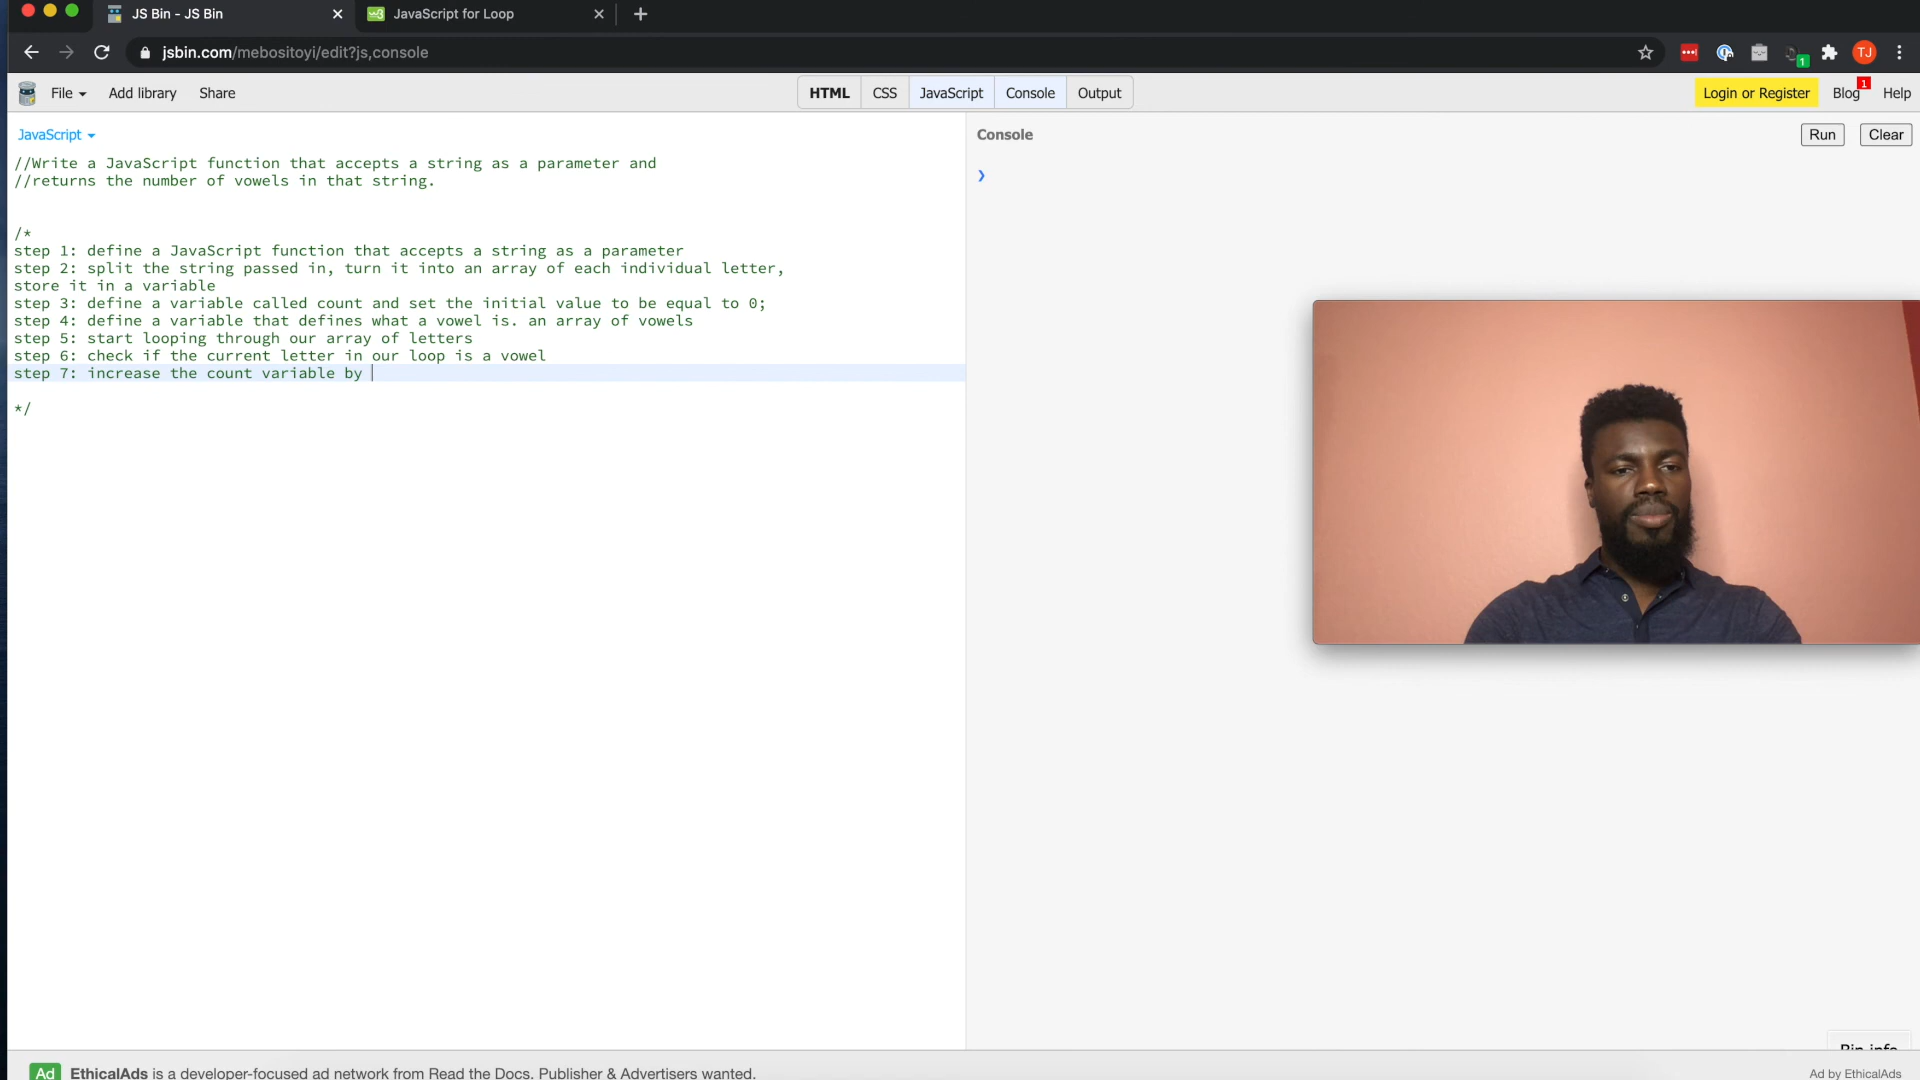 JS Bin - JS Bin
JavaScript for Loop
jsbin.com/mebositoyi/edit?js,console
TJ
1
File
Add library
Share
HTML
CSS
JavaScript
Console
Output
Login or Register
Blog
1
Help
JavaScript
Console
Run
Clear
//Write a JavaScript function that accepts a string as a parameter and
//returns the number of vowels in that string.
/*
step 1: define a JavaScript function that accepts a string as a parameter
step 2: split the string passed in, turn it into an array of each individual letter,
store it in a variable
step 3: define a variable called count and set the initial value to be equal to 0;
step 4: define a variable that defines what a vowel is. an array of vowels
step 5: start looping through our array of letters
step 6: check if the current letter in our loop is a vowel
step 7: increase the count variable by
*/
Bin info
Ad EthicalAds is a developer-focused ad network from Read the Docs. Publisher & Advertisers wanted.
Ad by EthicalAds